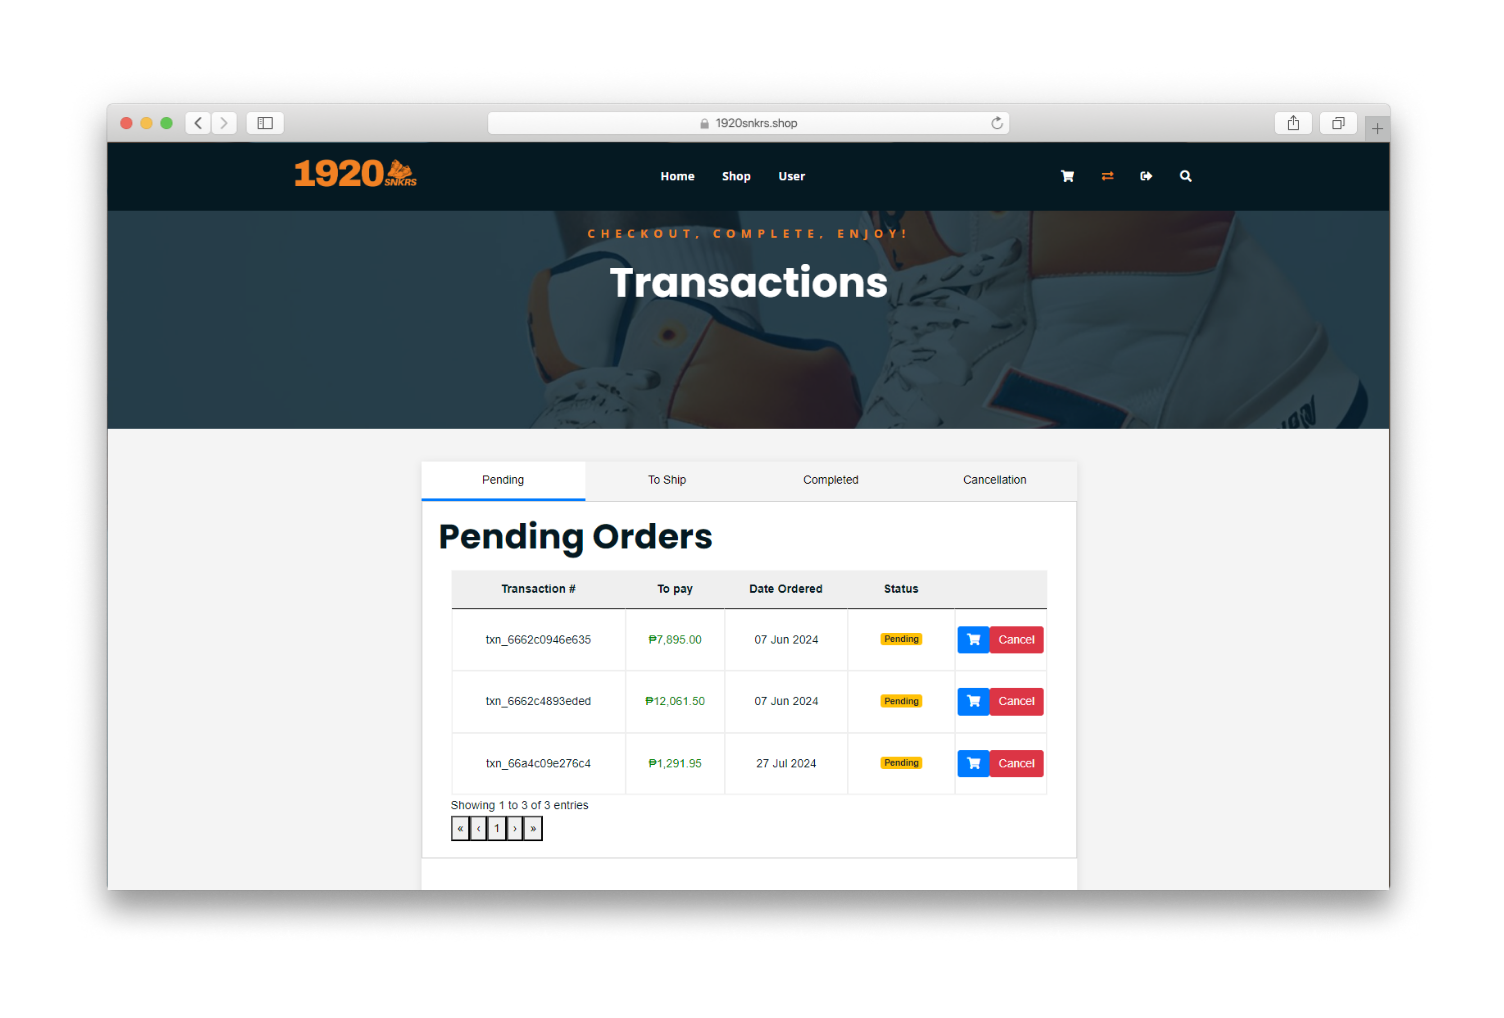 1920snkrs.shop
1920 SNKRS
Home Shop User
CHECKOUT, COMPLETE, ENJOY!
Transactions
Pending To Ship Completed Cancellation
Pending Orders
Transaction # To pay Date Ordered Status
txn_6662c0946e635 ₱7,895.00 07 Jun 2024 Pending Cancel
txn_6662c4893eded ₱12,061.50 07 Jun 2024 Pending Cancel
txn_66a4c09e276c4 ₱1,291.95 27 Jul 2024 Pending Cancel
Showing 1 to 3 of 3 entries
« ‹ 1 › »